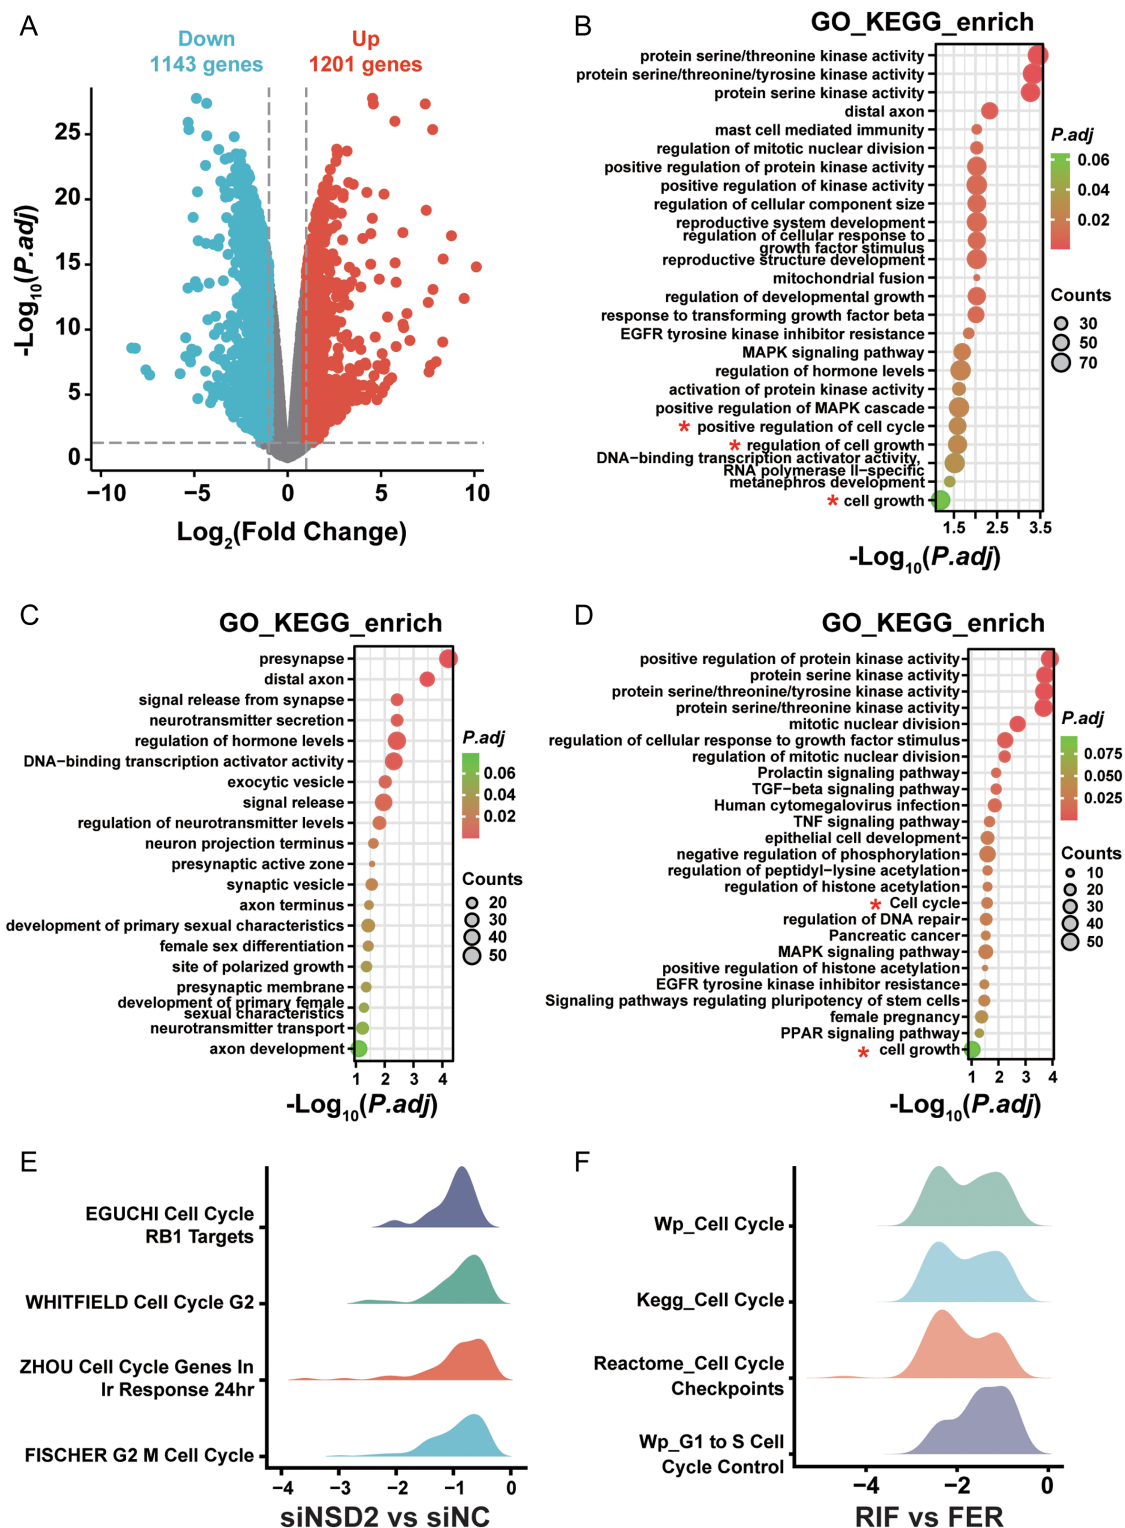 A
Down
1143 genes
Up
1201 genes
-Log10(P.adj)
25
20
15
10
5
0
−10
−5
0
5
10
Log2(Fold Change)
B
GO_KEGG_enrich
protein serine/threonine kinase activity
protein serine/threonine/tyrosine kinase activity
protein serine kinase activity
distal axon
mast cell mediated immunity
regulation of mitotic nuclear division
positive regulation of protein kinase activity
positive regulation of kinase activity
regulation of cellular component size
reproductive system development
regulation of cellular response to
growth factor stimulus
reproductive structure development
mitochondrial fusion
regulation of developmental growth
response to transforming growth factor beta
EGFR tyrosine kinase inhibitor resistance
MAPK signaling pathway
regulation of hormone levels
activation of protein kinase activity
positive regulation of MAPK cascade
* positive regulation of cell cycle
* regulation of cell growth
DNA−binding transcription activator activity,
RNA polymerase II−specific
metanephros development
* cell growth
1.5 2.5 3.5
-Log10(P.adj)
P.adj
0.06
0.04
0.02
Counts
30
50
70
C
GO_KEGG_enrich
presynapse
distal axon
signal release from synapse
neurotransmitter secretion
regulation of hormone levels
DNA−binding transcription activator activity
exocytic vesicle
signal release
regulation of neurotransmitter levels
neuron projection terminus
presynaptic active zone
synaptic vesicle
axon terminus
development of primary sexual characteristics
female sex differentiation
site of polarized growth
presynaptic membrane
development of primary female
sexual characteristics
neurotransmitter transport
axon development
1 2 3 4
-Log10(P.adj)
P.adj
0.06
0.04
0.02
Counts
20
30
40
50
D
GO_KEGG_enrich
positive regulation of protein kinase activity
protein serine kinase activity
protein serine/threonine/tyrosine kinase activity
protein serine/threonine kinase activity
mitotic nuclear division
regulation of cellular response to growth factor stimulus
regulation of mitotic nuclear division
Prolactin signaling pathway
TGF−beta signaling pathway
Human cytomegalovirus infection
TNF signaling pathway
epithelial cell development
negative regulation of phosphorylation
regulation of peptidyl−lysine acetylation
regulation of histone acetylation
* Cell cycle
regulation of DNA repair
Pancreatic cancer
MAPK signaling pathway
positive regulation of histone acetylation
EGFR tyrosine kinase inhibitor resistance
Signaling pathways regulating pluripotency of stem cells
female pregnancy
PPAR signaling pathway
* cell growth
1 2 3 4
-Log10(P.adj)
P.adj
0.075
0.050
0.025
Counts
10
20
30
40
50
E
EGUCHI Cell Cycle
RB1 Targets
WHITFIELD Cell Cycle G2
ZHOU Cell Cycle Genes In
Ir Response 24hr
FISCHER G2 M Cell Cycle
−4 −3 −2 −1 0
siNSD2 vs siNC
F
Wp_Cell Cycle
Kegg_Cell Cycle
Reactome_Cell Cycle
Checkpoints
Wp_G1 to S Cell
Cycle Control
−4 −2 0
RIF vs FER